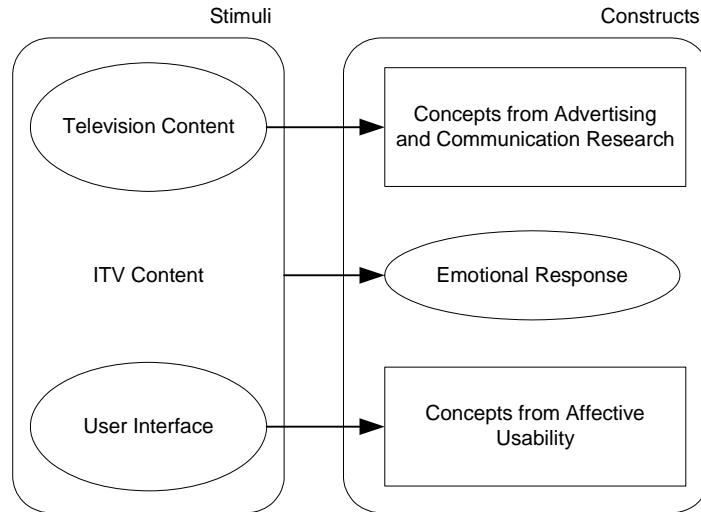 Stimuli
Constructs
Television Content
Concepts from Advertising
and Communication Research
ITV Content
Emotional Response
User Interface
Concepts from Affective
Usability